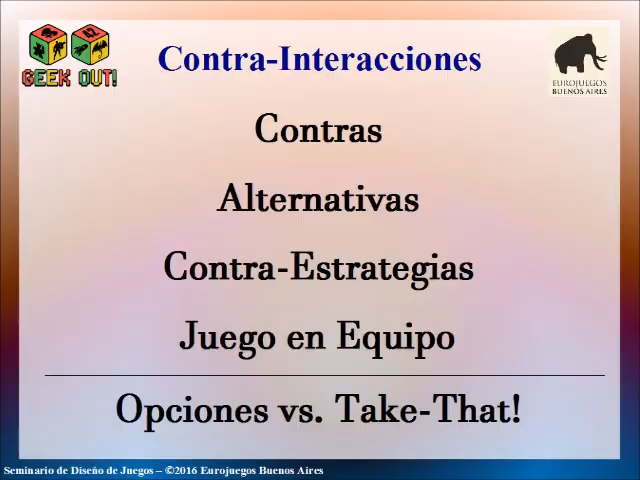 GEEK OUT!
Contra-Interacciones
EUROJUEGOS
BUENOS AIRES
Contras
Alternativas
Contra-Estrategias
Juego en Equipo
Opciones vs. Take-That!
Seminario de Diseño de Juegos – ©2016 Eurojuegos Buenos Aires